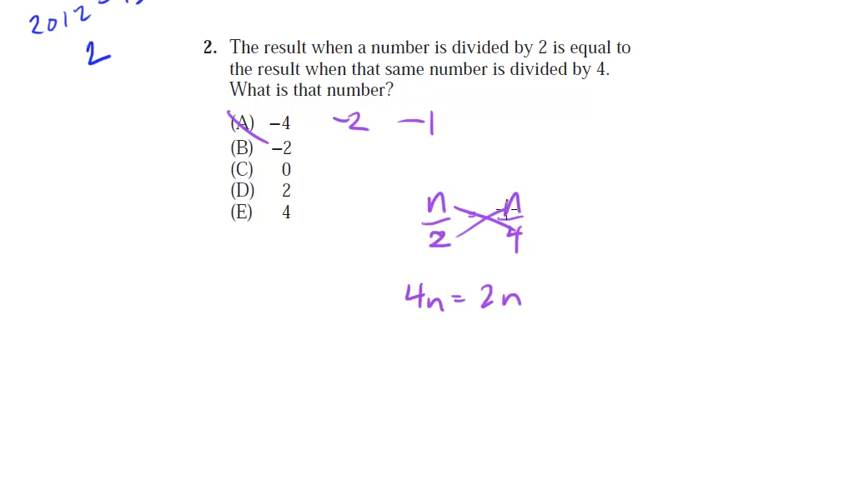 2012
2
2. The result when a number is divided by 2 is equal to
the result when that same number is divided by 4.
What is that number?
(A) −4 -2 -1
(B) −2
(C) 0
(D) 2
(E) 4
n/2 = n/4
4n = 2n